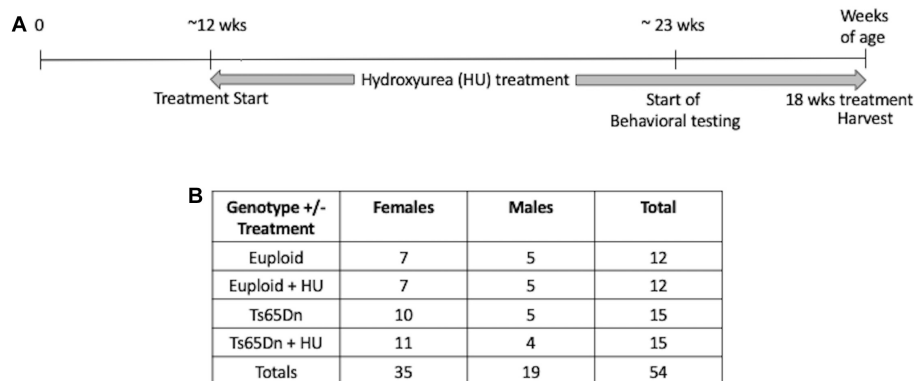 A
0
~12 wks
~ 23 wks
Weeks
of age
Hydroxyurea (HU) treatment
Treatment Start
Start of
Behavioral testing
18 wks treatment
Harvest
B
Genotype +/- Treatment Females Males Total
Euploid 7 5 12
Euploid + HU 7 5 12
Ts65Dn 10 5 15
Ts65Dn + HU 11 4 15
Totals 35 19 54